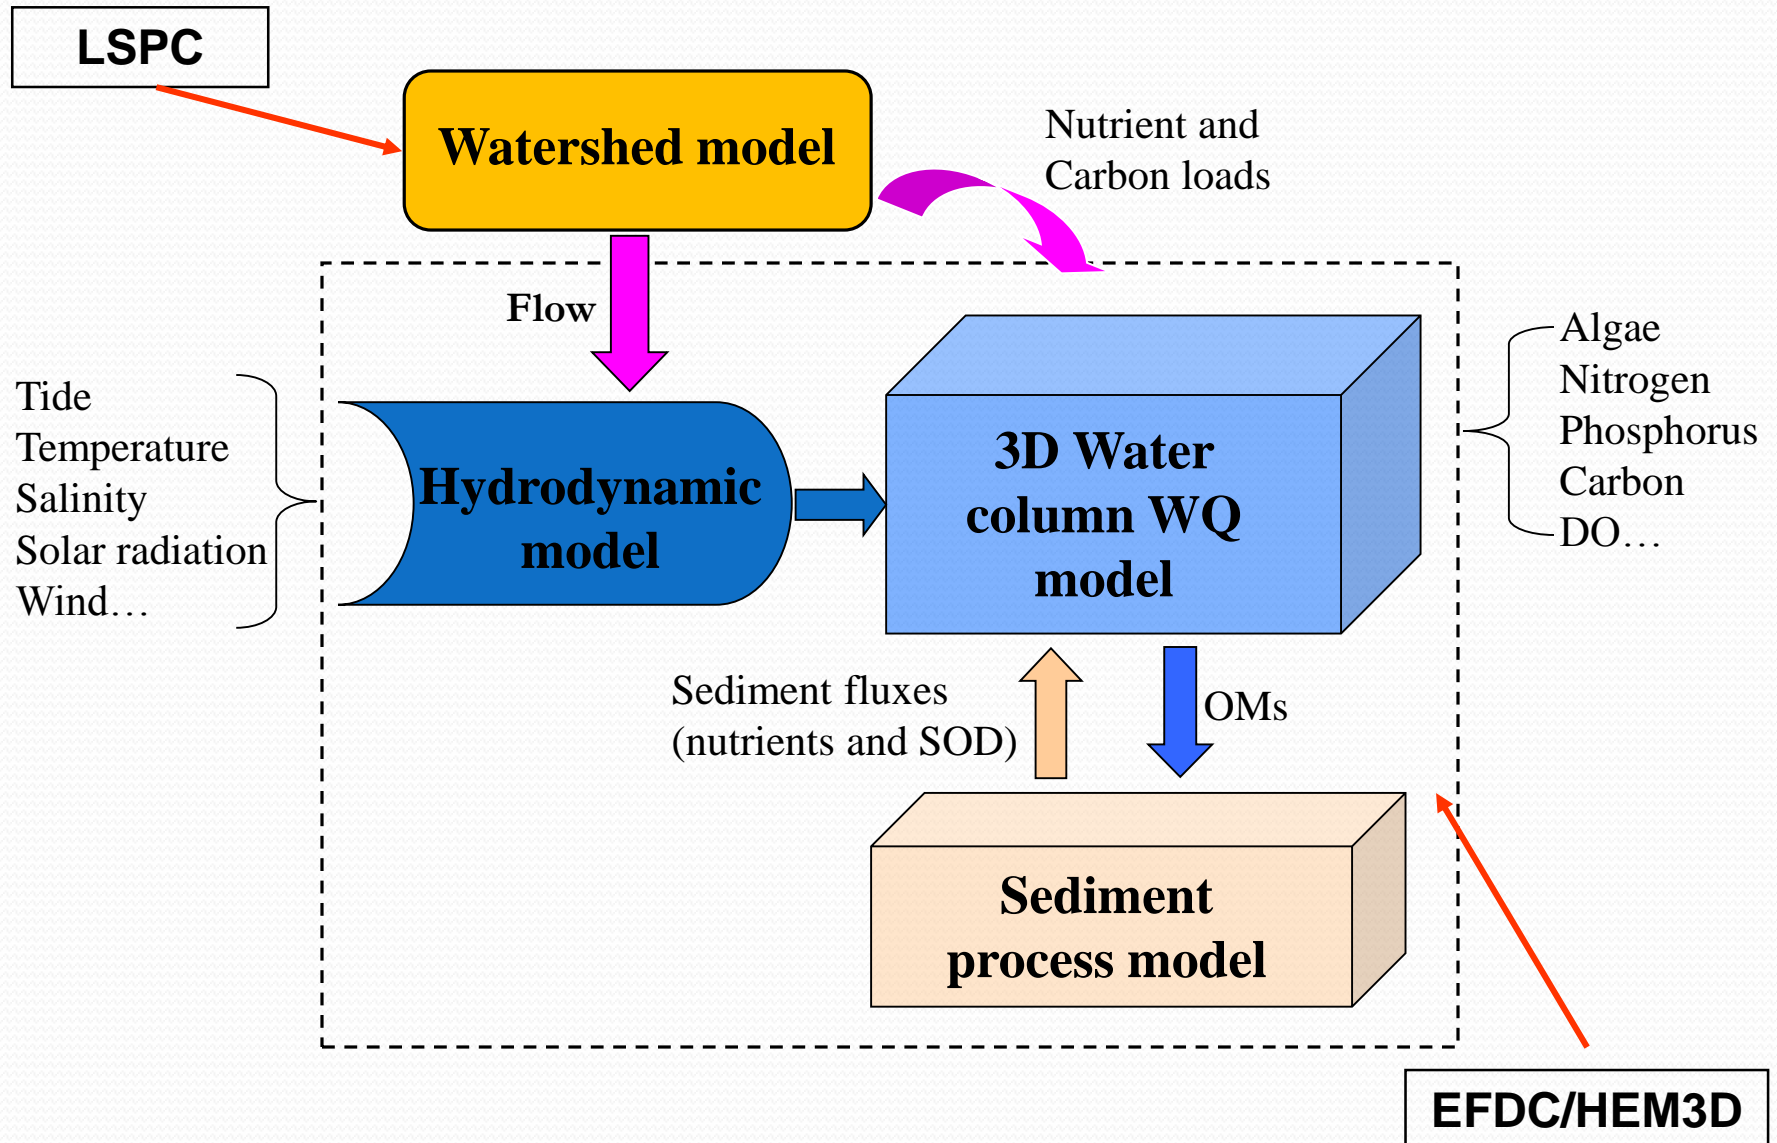 LSPC
Watershed model
Nutrient and
Carbon loads
Flow
Tide
Temperature
Salinity
Solar radiation
Wind…
Hydrodynamic
model
3D Water
column WQ
model
Algae
Nitrogen
Phosphorus
Carbon
DO…
Sediment fluxes
(nutrients and SOD)
OMs
Sediment
process model
EFDC/HEM3D